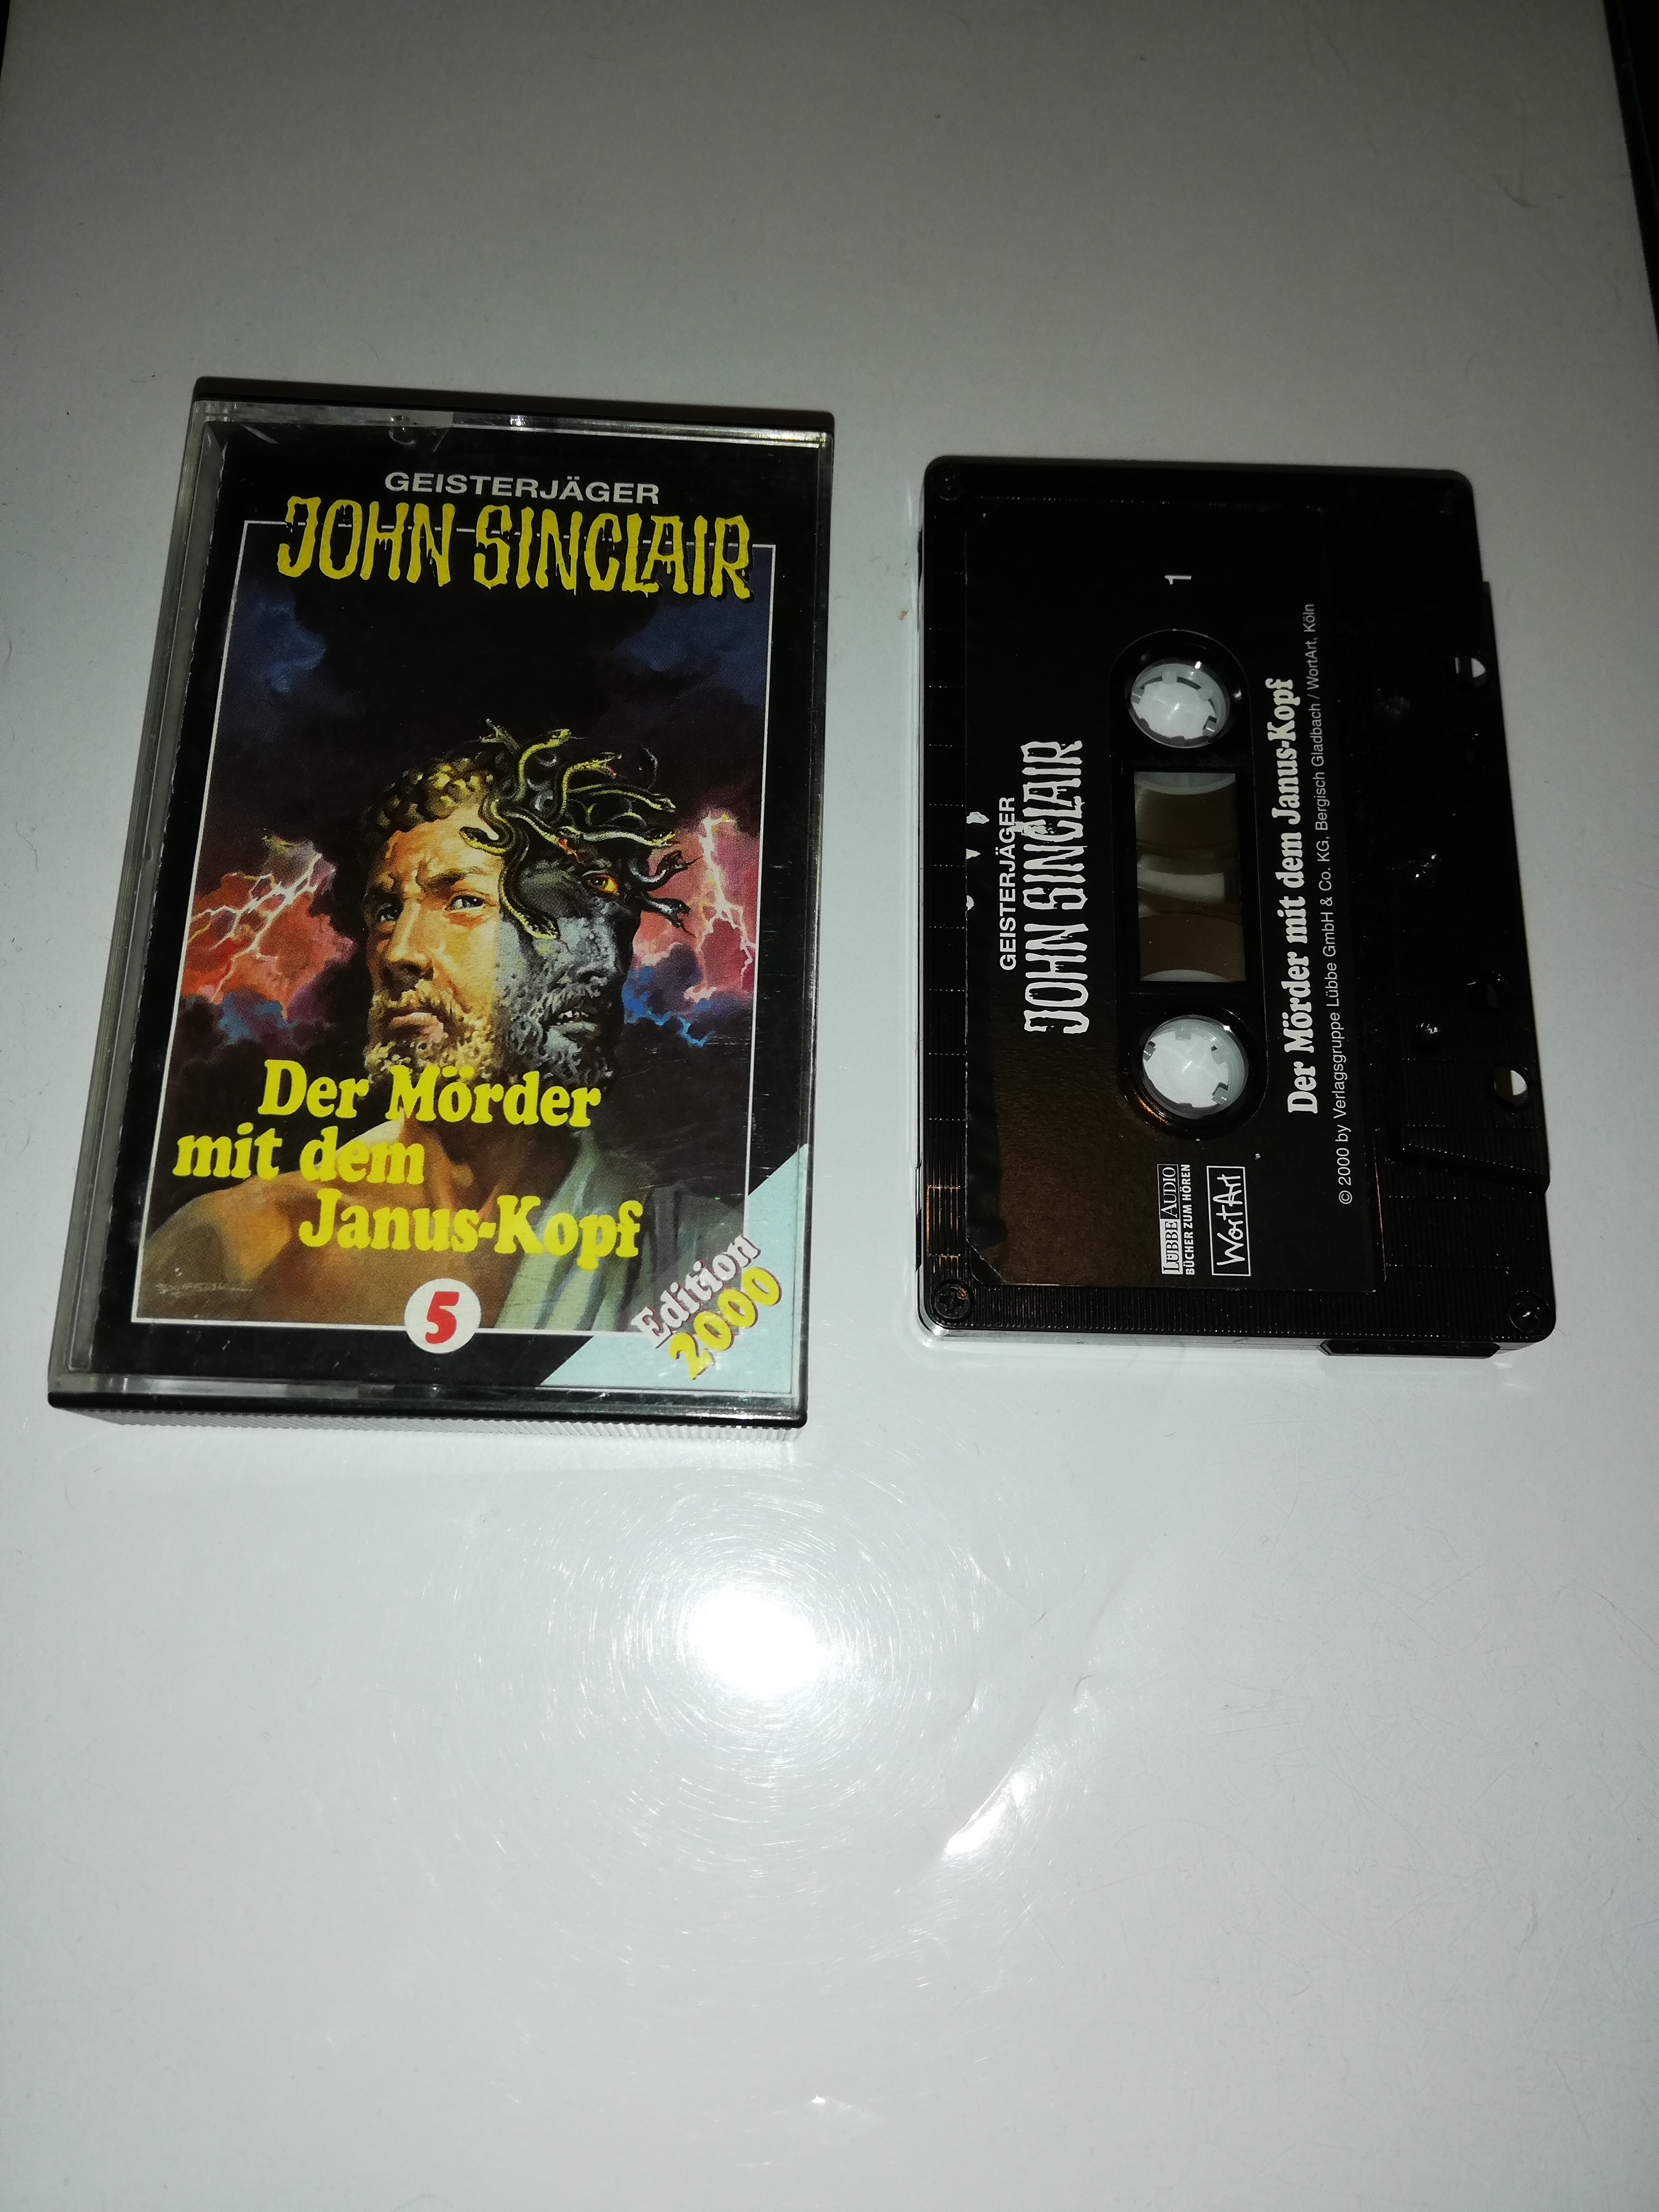 GEISTERJÄGER
JOHN SINCLAIR
Der Mörder
mit dem
Janus-Kopf
5
Edition
2000
GEISTERJÄGER
JOHN SINCLAIR
1
Der Mörder mit dem Janus-Kopf
© 2000 by Verlagsgruppe Lübbe GmbH & Co. KG, Bergisch Gladbach / WortArt, Köln
LÜBBE AUDIO
BÜCHER ZUM HÖREN
WortArt